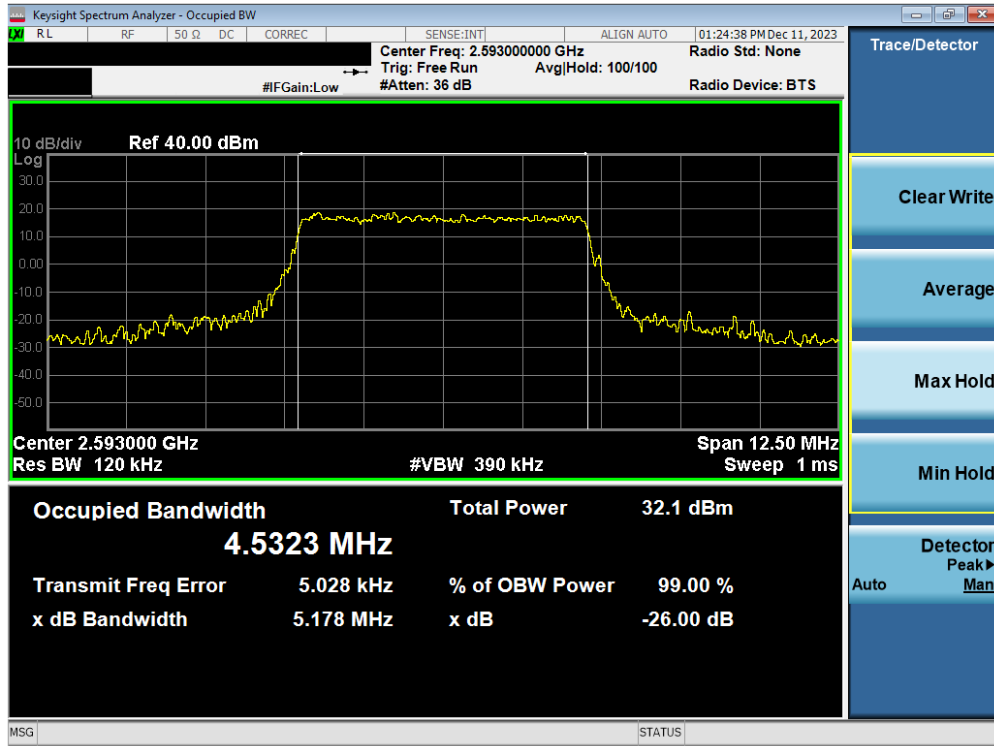 Keysight Spectrum Analyzer - Occupied BW
LXI RL RF 50 Ω DC CORREC SENSE:INT ALIGN AUTO 01:24:38 PM Dec 11, 2023
Center Freq: 2.593000000 GHz Radio Std: None
Trig: Free Run Avg|Hold: 100/100
#IFGain:Low #Atten: 36 dB Radio Device: BTS
10 dB/div Ref 40.00 dBm
Log
30.0
20.0
10.0
0.00
-10.0
-20.0
-30.0
-40.0
-50.0
Center 2.593000 GHz Span 12.50 MHz
Res BW 120 kHz #VBW 390 kHz Sweep 1 ms
Occupied Bandwidth Total Power 32.1 dBm
4.5323 MHz
Transmit Freq Error 5.028 kHz % of OBW Power 99.00 %
x dB Bandwidth 5.178 MHz x dB -26.00 dB
MSG STATUS
Trace/Detector
Clear Write
Average
Max Hold
Min Hold
Detector
Peak▶
Auto Man